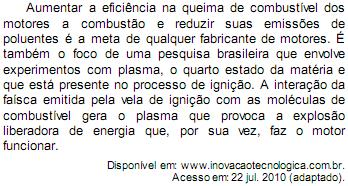 Aumentar a eficiência na queima de combustível dos
motores a combustão e reduzir suas emissões de
poluentes é a meta de qualquer fabricante de motores. É
também o foco de uma pesquisa brasileira que envolve
experimentos com plasma, o quarto estado da matéria e
que está presente no processo de ignição. A interação da
faísca emitida pela vela de ignição com as moléculas de
combustível gera o plasma que provoca a explosão
liberadora de energia que, por sua vez, faz o motor
funcionar.
Disponível em: www.inovacaotecnologica.com.br.
Acesso em: 22 jul. 2010 (adaptado).